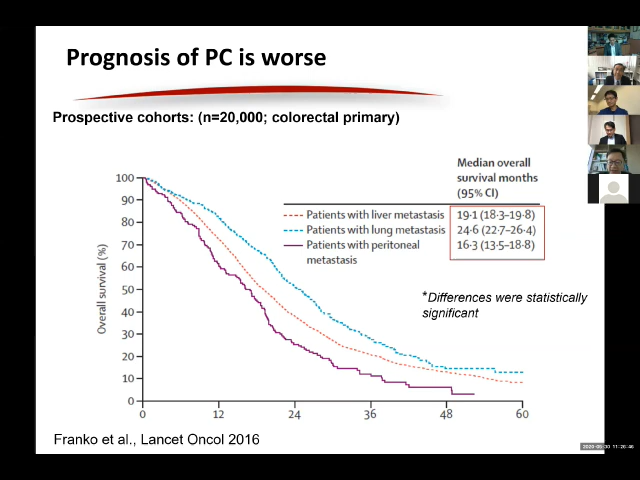 Prognosis of PC is worse
Prospective cohorts: (n=20,000; colorectal primary)
Median overall
survival months
(95% CI)
Patients with liver metastasis 19·1 (18·3–19·8)
Patients with lung metastasis 24·6 (22·7–26·4)
Patients with peritoneal 16·3 (13·5–18·8)
metastasis
*Differences were statistically
significant
Overall survival (%)
100
90
80
70
60
50
40
30
20
10
0
0 12 24 36 48 60
Franko et al., Lancet Oncol 2016